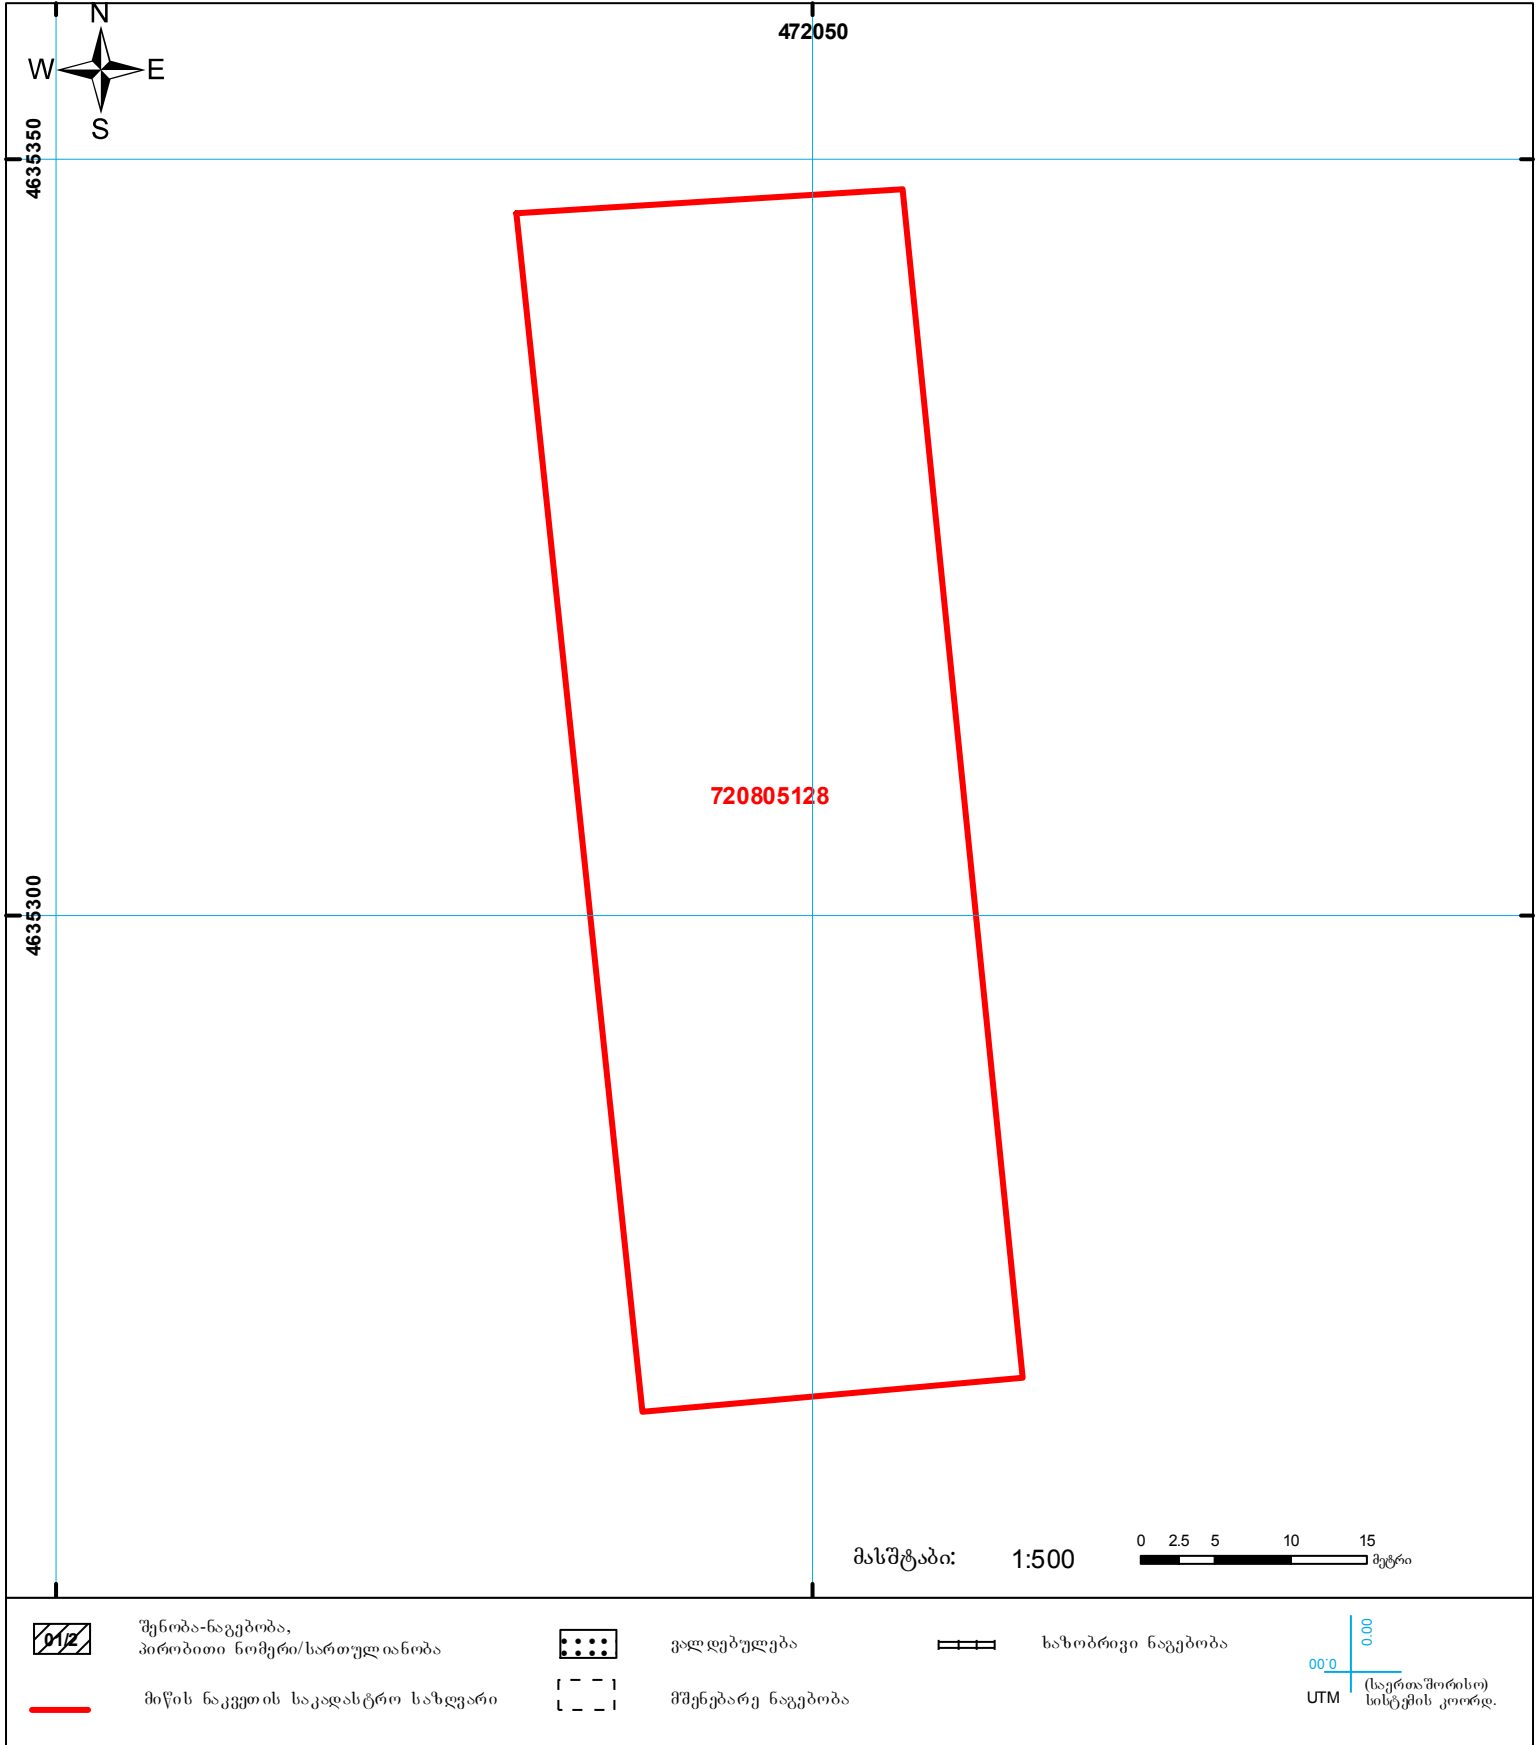 N
472050
W E
S
4635350
720805128
4635300
მასშტაბი: 1:500
0 2.5 5 10 15
მეტრი
01/2
შენობა-ნაგებობა,
პირობითი ნომერი/სართულიანობა
ვალდებულება
ხაზობრივი ნაგებობა
მიწის ნაკვეთის საკადასტრო საზღვარი
მშენებარე ნაგებობა
0.00
00.0
UTM
(საერთაშორისო)
სისტემის კოორდ.